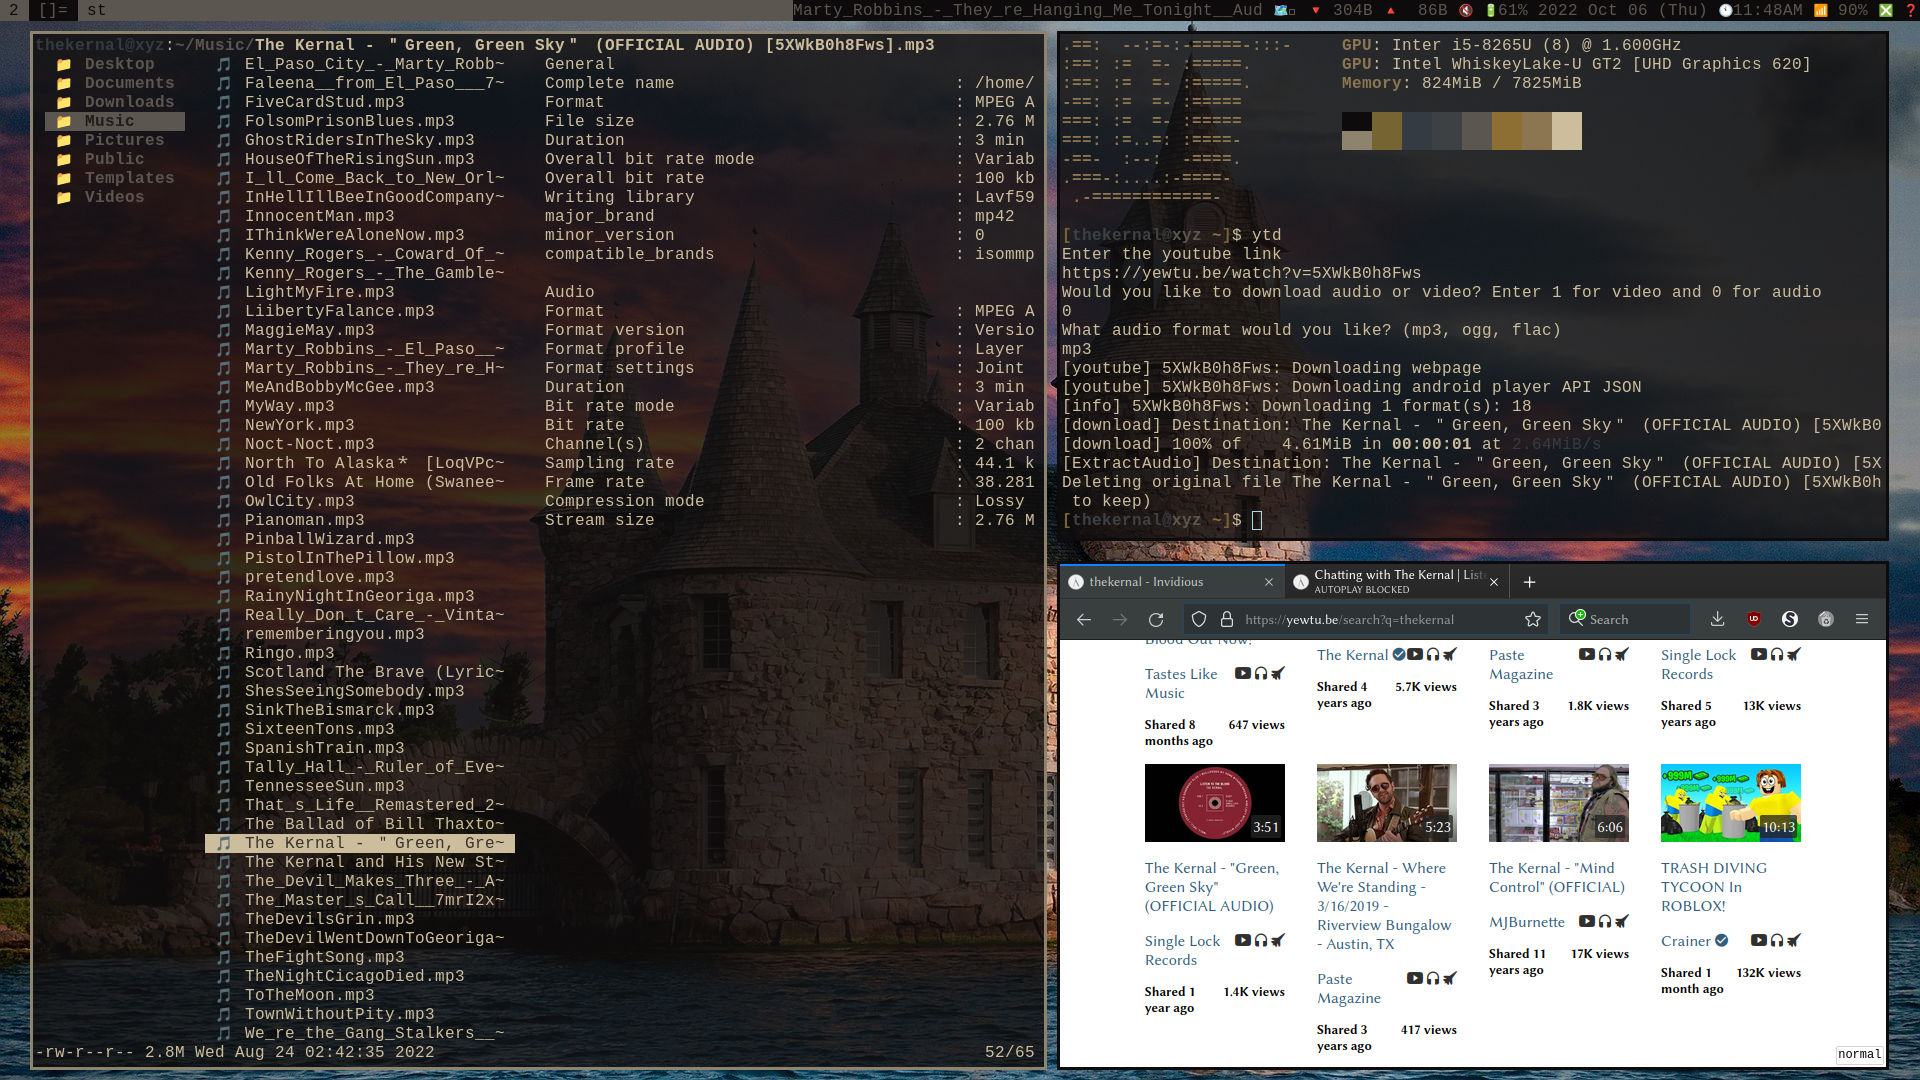 2 []= st Marty_Robbins_-_They_re_Hanging_Me_Tonight__Aud 304B 86B 61% 2022 Oct 06 (Thu) 11:48AM 90%
thekernal@xyz:~/Music/The Kernal - ＂Green, Green Sky＂ (OFFICIAL AUDIO) [5XWkB0h8Fws].mp3
Desktop
Documents
Downloads
Music
Pictures
Public
Templates
Videos
El_Paso_City_-_Marty_Robb~
Faleena__from_El_Paso___7~
FiveCardStud.mp3
FolsomPrisonBlues.mp3
GhostRidersInTheSky.mp3
HouseOfTheRisingSun.mp3
I_ll_Come_Back_to_New_Orl~
InHellIllBeeInGoodCompany~
InnocentMan.mp3
IThinkWereAloneNow.mp3
Kenny_Rogers_-_Coward_Of_~
Kenny_Rogers_-_The_Gamble~
LightMyFire.mp3
LiibertyFalance.mp3
MaggieMay.mp3
Marty_Robbins_-_El_Paso__~
Marty_Robbins_-_They_re_H~
MeAndBobbyMcGee.mp3
MyWay.mp3
NewYork.mp3
Noct-Noct.mp3
North To Alaska＊ [LoqVPc~
Old Folks At Home (Swanee~
OwlCity.mp3
Pianoman.mp3
PinballWizard.mp3
PistolInThePillow.mp3
pretendlove.mp3
RainyNightInGeoriga.mp3
Really_Don_t_Care_-_Vinta~
rememberingyou.mp3
Ringo.mp3
Scotland The Brave (Lyric~
ShesSeeingSomebody.mp3
SinkTheBismarck.mp3
SixteenTons.mp3
SpanishTrain.mp3
Tally_Hall_-_Ruler_of_Eve~
TennesseeSun.mp3
That_s_Life__Remastered_2~
The Ballad of Bill Thaxto~
The Kernal - ＂Green, Gre~
The Kernal and His New St~
The_Devil_Makes_Three_-_A~
The_Master_s_Call__7mrI2x~
TheDevilsGrin.mp3
TheDevilWentDownToGeoriga~
TheFightSong.mp3
TheNightCicagoDied.mp3
ToTheMoon.mp3
TownWithoutPity.mp3
We_re_the_Gang_Stalkers__~
General
Complete name : /home/
Format : MPEG A
File size : 2.76 M
Duration : 3 min
Overall bit rate mode : Variab
Overall bit rate : 100 kb
Writing library : Lavf59
major_brand : mp42
minor_version : 0
compatible_brands : isommp
Audio
Format : MPEG A
Format version : Versio
Format profile : Layer
Format settings : Joint
Duration : 3 min
Bit rate mode : Variab
Bit rate : 100 kb
Channel(s) : 2 chan
Sampling rate : 44.1 k
Frame rate : 38.281
Compression mode : Lossy
Stream size : 2.76 M
-rw-r--r-- 2.8M Wed Aug 24 02:42:35 2022 52/65
.==: --:=-:-=====-:::- GPU: Inter i5-8265U (8) @ 1.600GHz
:==: := =- :=====. GPU: Intel WhiskeyLake-U GT2 [UHD Graphics 620]
:==: := =- :=====. Memory: 824MiB / 7825MiB
-==: := =- :=====
===: := =- :=====
===: :=..=: :====-
-==- :--: -====.
.===-:....:-====-
.-============-
[thekernal@xyz ~]$ ytd
Enter the youtube link
https://yewtu.be/watch?v=5XWkB0h8Fws
Would you like to download audio or video? Enter 1 for video and 0 for audio
0
What audio format would you like? (mp3, ogg, flac)
mp3
[youtube] 5XWkB0h8Fws: Downloading webpage
[youtube] 5XWkB0h8Fws: Downloading android player API JSON
[info] 5XWkB0h8Fws: Downloading 1 format(s): 18
[download] Destination: The Kernal - ＂Green, Green Sky＂ (OFFICIAL AUDIO) [5XWkB0
[download] 100% of 4.61MiB in 00:00:01 at 2.64MiB/s
[ExtractAudio] Destination: The Kernal - ＂Green, Green Sky＂ (OFFICIAL AUDIO) [5X
Deleting original file The Kernal - ＂Green, Green Sky＂ (OFFICIAL AUDIO) [5XWkB0h
to keep)
[thekernal@xyz ~]$
thekernal - Invidious
Chatting with The Kernal | List
AUTOPLAY BLOCKED
https://yewtu.be/search?q=thekernal
Search
Blood Out Now!
Tastes Like
Music
Shared 8 647 views
months ago
The Kernal
Shared 4 5.7K views
years ago
Paste
Magazine
Shared 3 1.8K views
years ago
Single Lock
Records
Shared 5 13K views
years ago
3:51
The Kernal - "Green,
Green Sky"
(OFFICIAL AUDIO)
Single Lock
Records
Shared 1 1.4K views
year ago
5:23
The Kernal - Where
We're Standing -
3/16/2019 -
Riverview Bungalow
- Austin, TX
Paste
Magazine
Shared 3 417 views
years ago
6:06
The Kernal - "Mind
Control" (OFFICIAL)
MJBurnette
Shared 11 17K views
years ago
+999M +999M
10:13
TRASH DIVING
TYCOON In
ROBLOX!
Crainer
Shared 1 132K views
month ago
normal